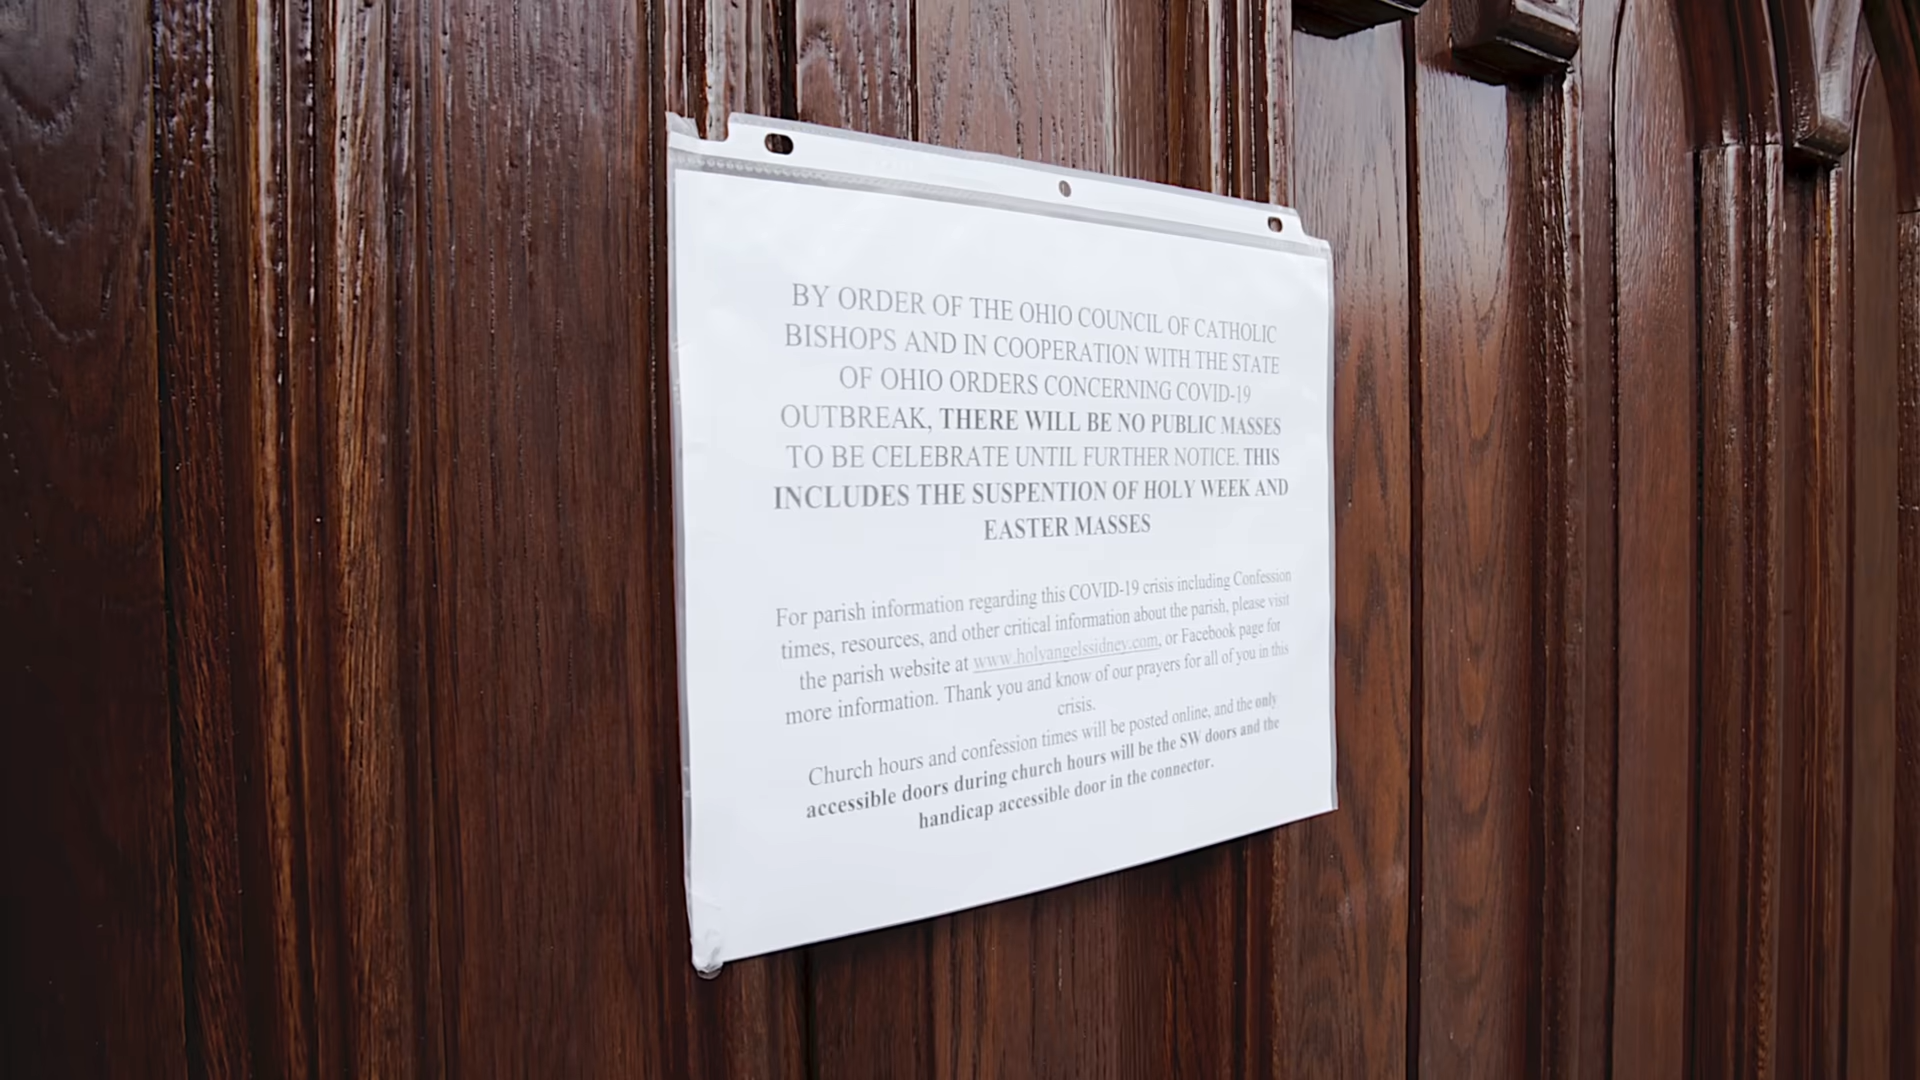 BY ORDER OF THE OHIO COUNCIL OF CATHOLIC
BISHOPS AND IN COOPERATION WITH THE STATE
OF OHIO ORDERS CONCERNING COVID-19
OUTBREAK, THERE WILL BE NO PUBLIC MASSES
TO BE CELEBRATE UNTIL FURTHER NOTICE. THIS
INCLUDES THE SUSPENTION OF HOLY WEEK AND
EASTER MASSES
For parish information regarding this COVID-19 crisis including Confession
times, resources, and other critical information about the parish, please visit
the parish website at www.holyangelssidney.com, or Facebook page for
more information. Thank you and know of our prayers for all of you in this
crisis.
Church hours and confession times will be posted online, and the only
accessible doors during church hours will be the SW doors and the
handicap accessible door in the connector.